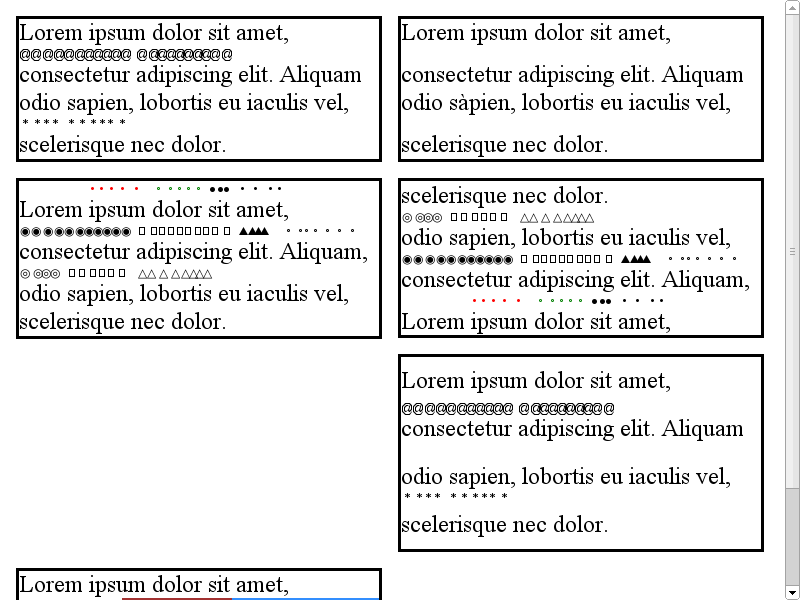 Lorem ipsum dolor sit amet,
consectetur adipiscing elit. Aliquam
odio sapien, lobortis eu iaculis vel,
scelerisque nec dolor.
Lorem ipsum dolor sit amet,
consectetur adipiscing elit. Aliquam
odio sàpien, lobortis eu iaculis vel,
scelerisque nec dolor.
Lorem ipsum dolor sit amet,
consectetur adipiscing elit. Aliquam,
odio sapien, lobortis eu iaculis vel,
scelerisque nec dolor.
scelerisque nec dolor.
odio sapien, lobortis eu iaculis vel,
consectetur adipiscing elit. Aliquam,
Lorem ipsum dolor sit amet,
Lorem ipsum dolor sit amet,
consectetur adipiscing elit. Aliquam
odio sapien, lobortis eu iaculis vel,
scelerisque nec dolor.
Lorem ipsum dolor sit amet,